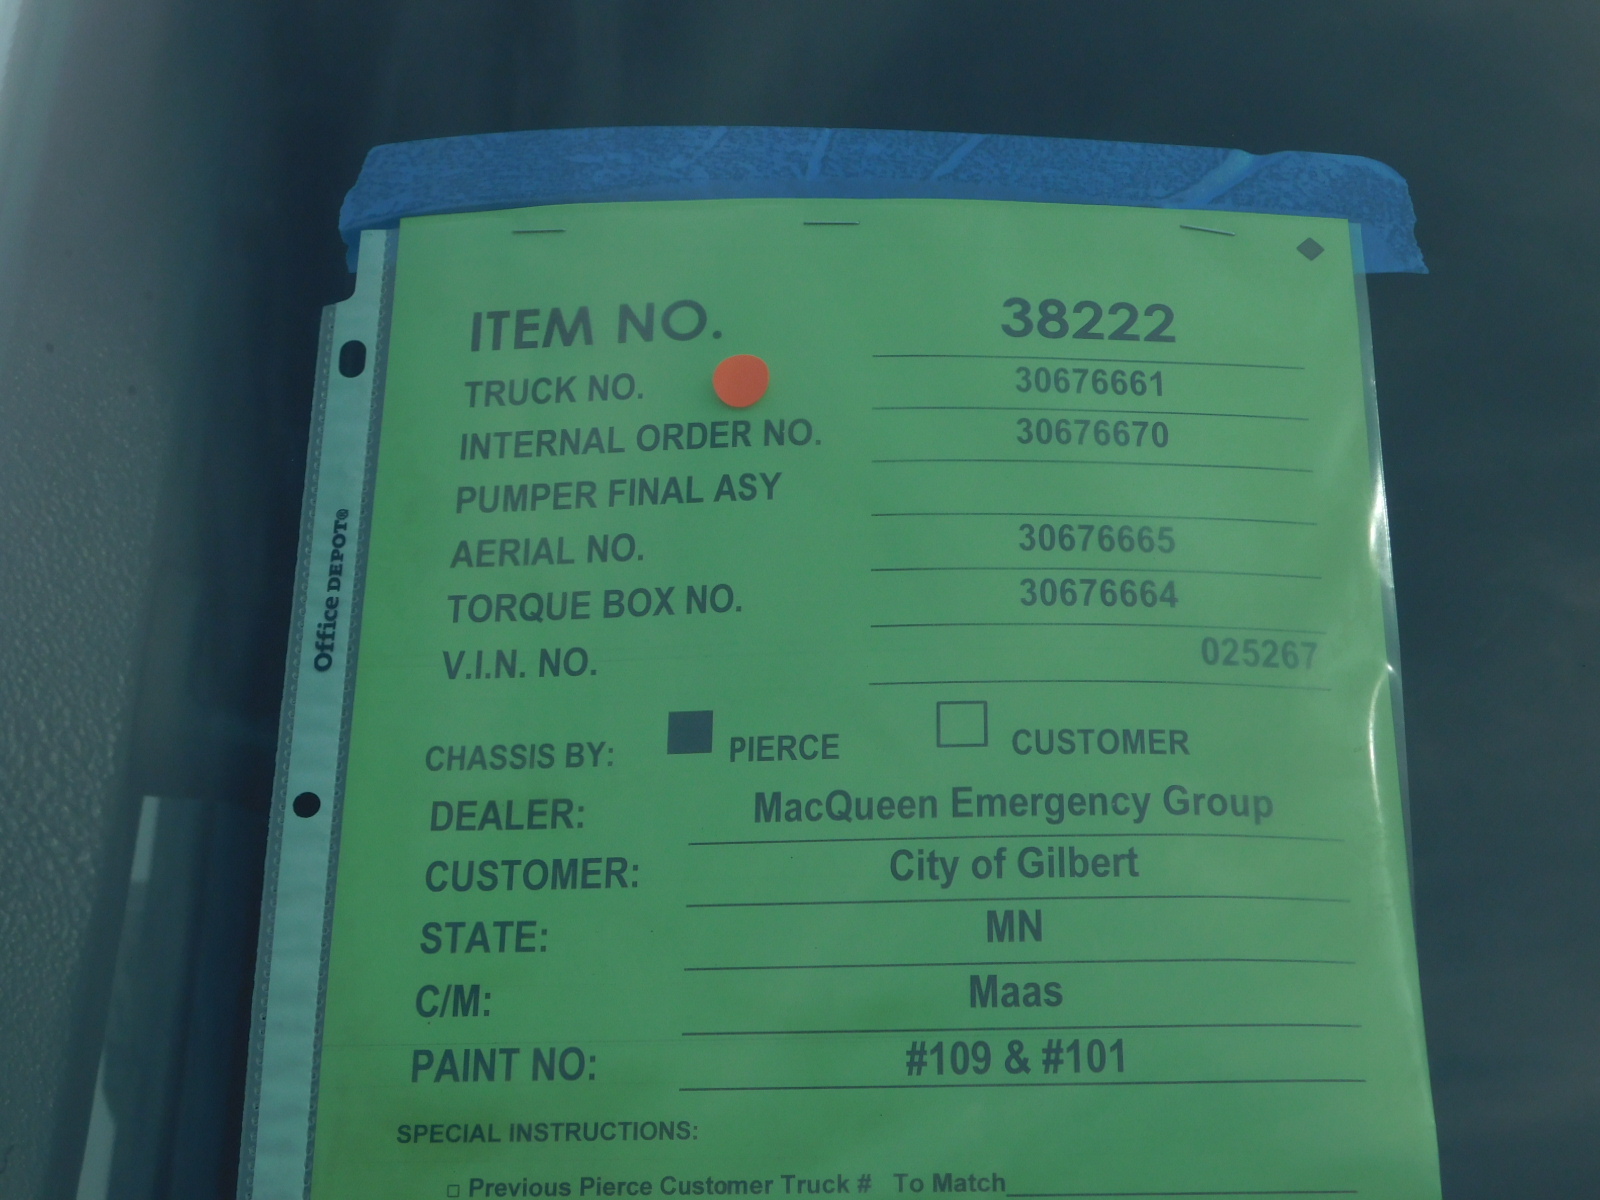 ITEM NO. 38222
TRUCK NO. 30676661
INTERNAL ORDER NO. 30676670
PUMPER FINAL ASY
AERIAL NO. 30676665
TORQUE BOX NO. 30676664
V.I.N. NO. 025267
CHASSIS BY: PIERCE CUSTOMER
DEALER: MacQueen Emergency Group
CUSTOMER: City of Gilbert
STATE: MN
C/M: Maas
PAINT NO: #109 & #101
SPECIAL INSTRUCTIONS:
Previous Pierce Customer Truck # To Match
Office DEPOT®